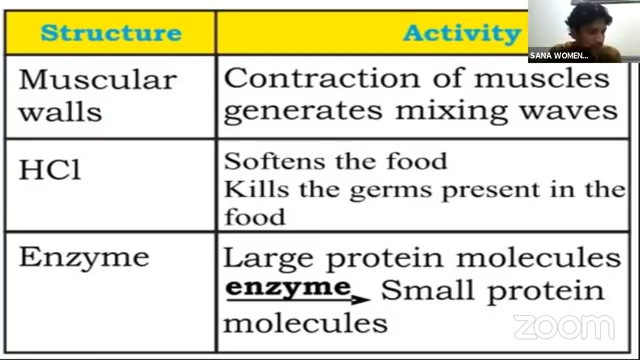 Structure
Activity
SANA WOMEN...
Muscular
walls
Contraction of muscles
generates mixing waves
HCl
Softens the food
Kills the germs present in the
food
Enzyme
Large protein molecules
enzyme
Small protein
molecules
zoom